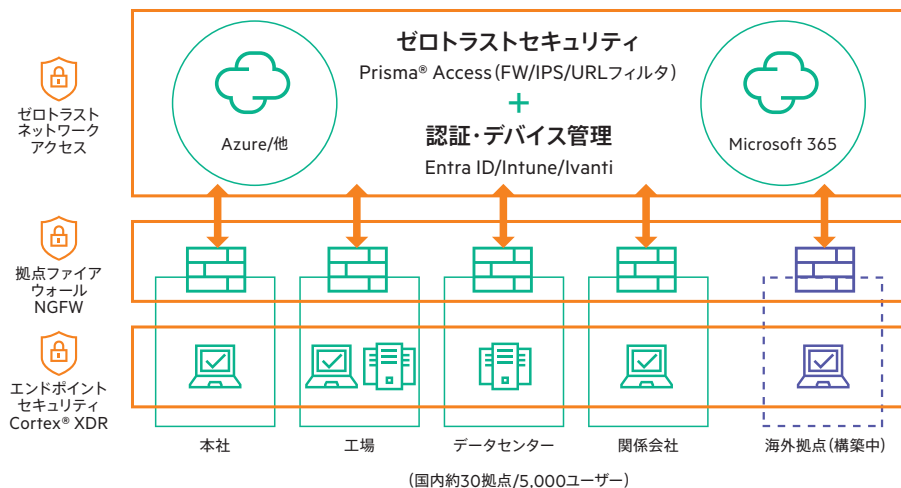 ゼロトラスト
ネットワーク
アクセス
ゼロトラストセキュリティ
Prisma® Access(FW/IPS/URLフィルタ)
+
認証・デバイス管理
Entra ID/Intune/Ivanti
Azure/他
Microsoft 365
拠点ファイア
ウォール
NGFW
エンドポイント
セキュリティ
Cortex® XDR
本社
工場
データセンター
関係会社
海外拠点(構築中)
(国内約30拠点/5,000ユーザー)